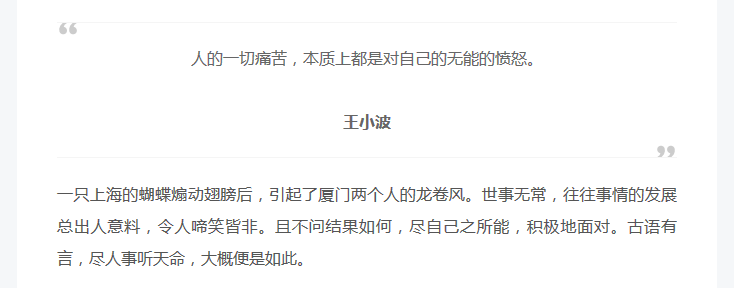 人的一切痛苦，本质上都是对自己的无能的愤怒。
王小波
一只上海的蝴蝶煽动翅膀后，引起了厦门两个人的龙卷风。世事无常，往往事情的发展
总出人意料，令人啼笑皆非。且不问结果如何，尽自己之所能，积极地面对。古语有
言，尽人事听天命，大概便是如此。